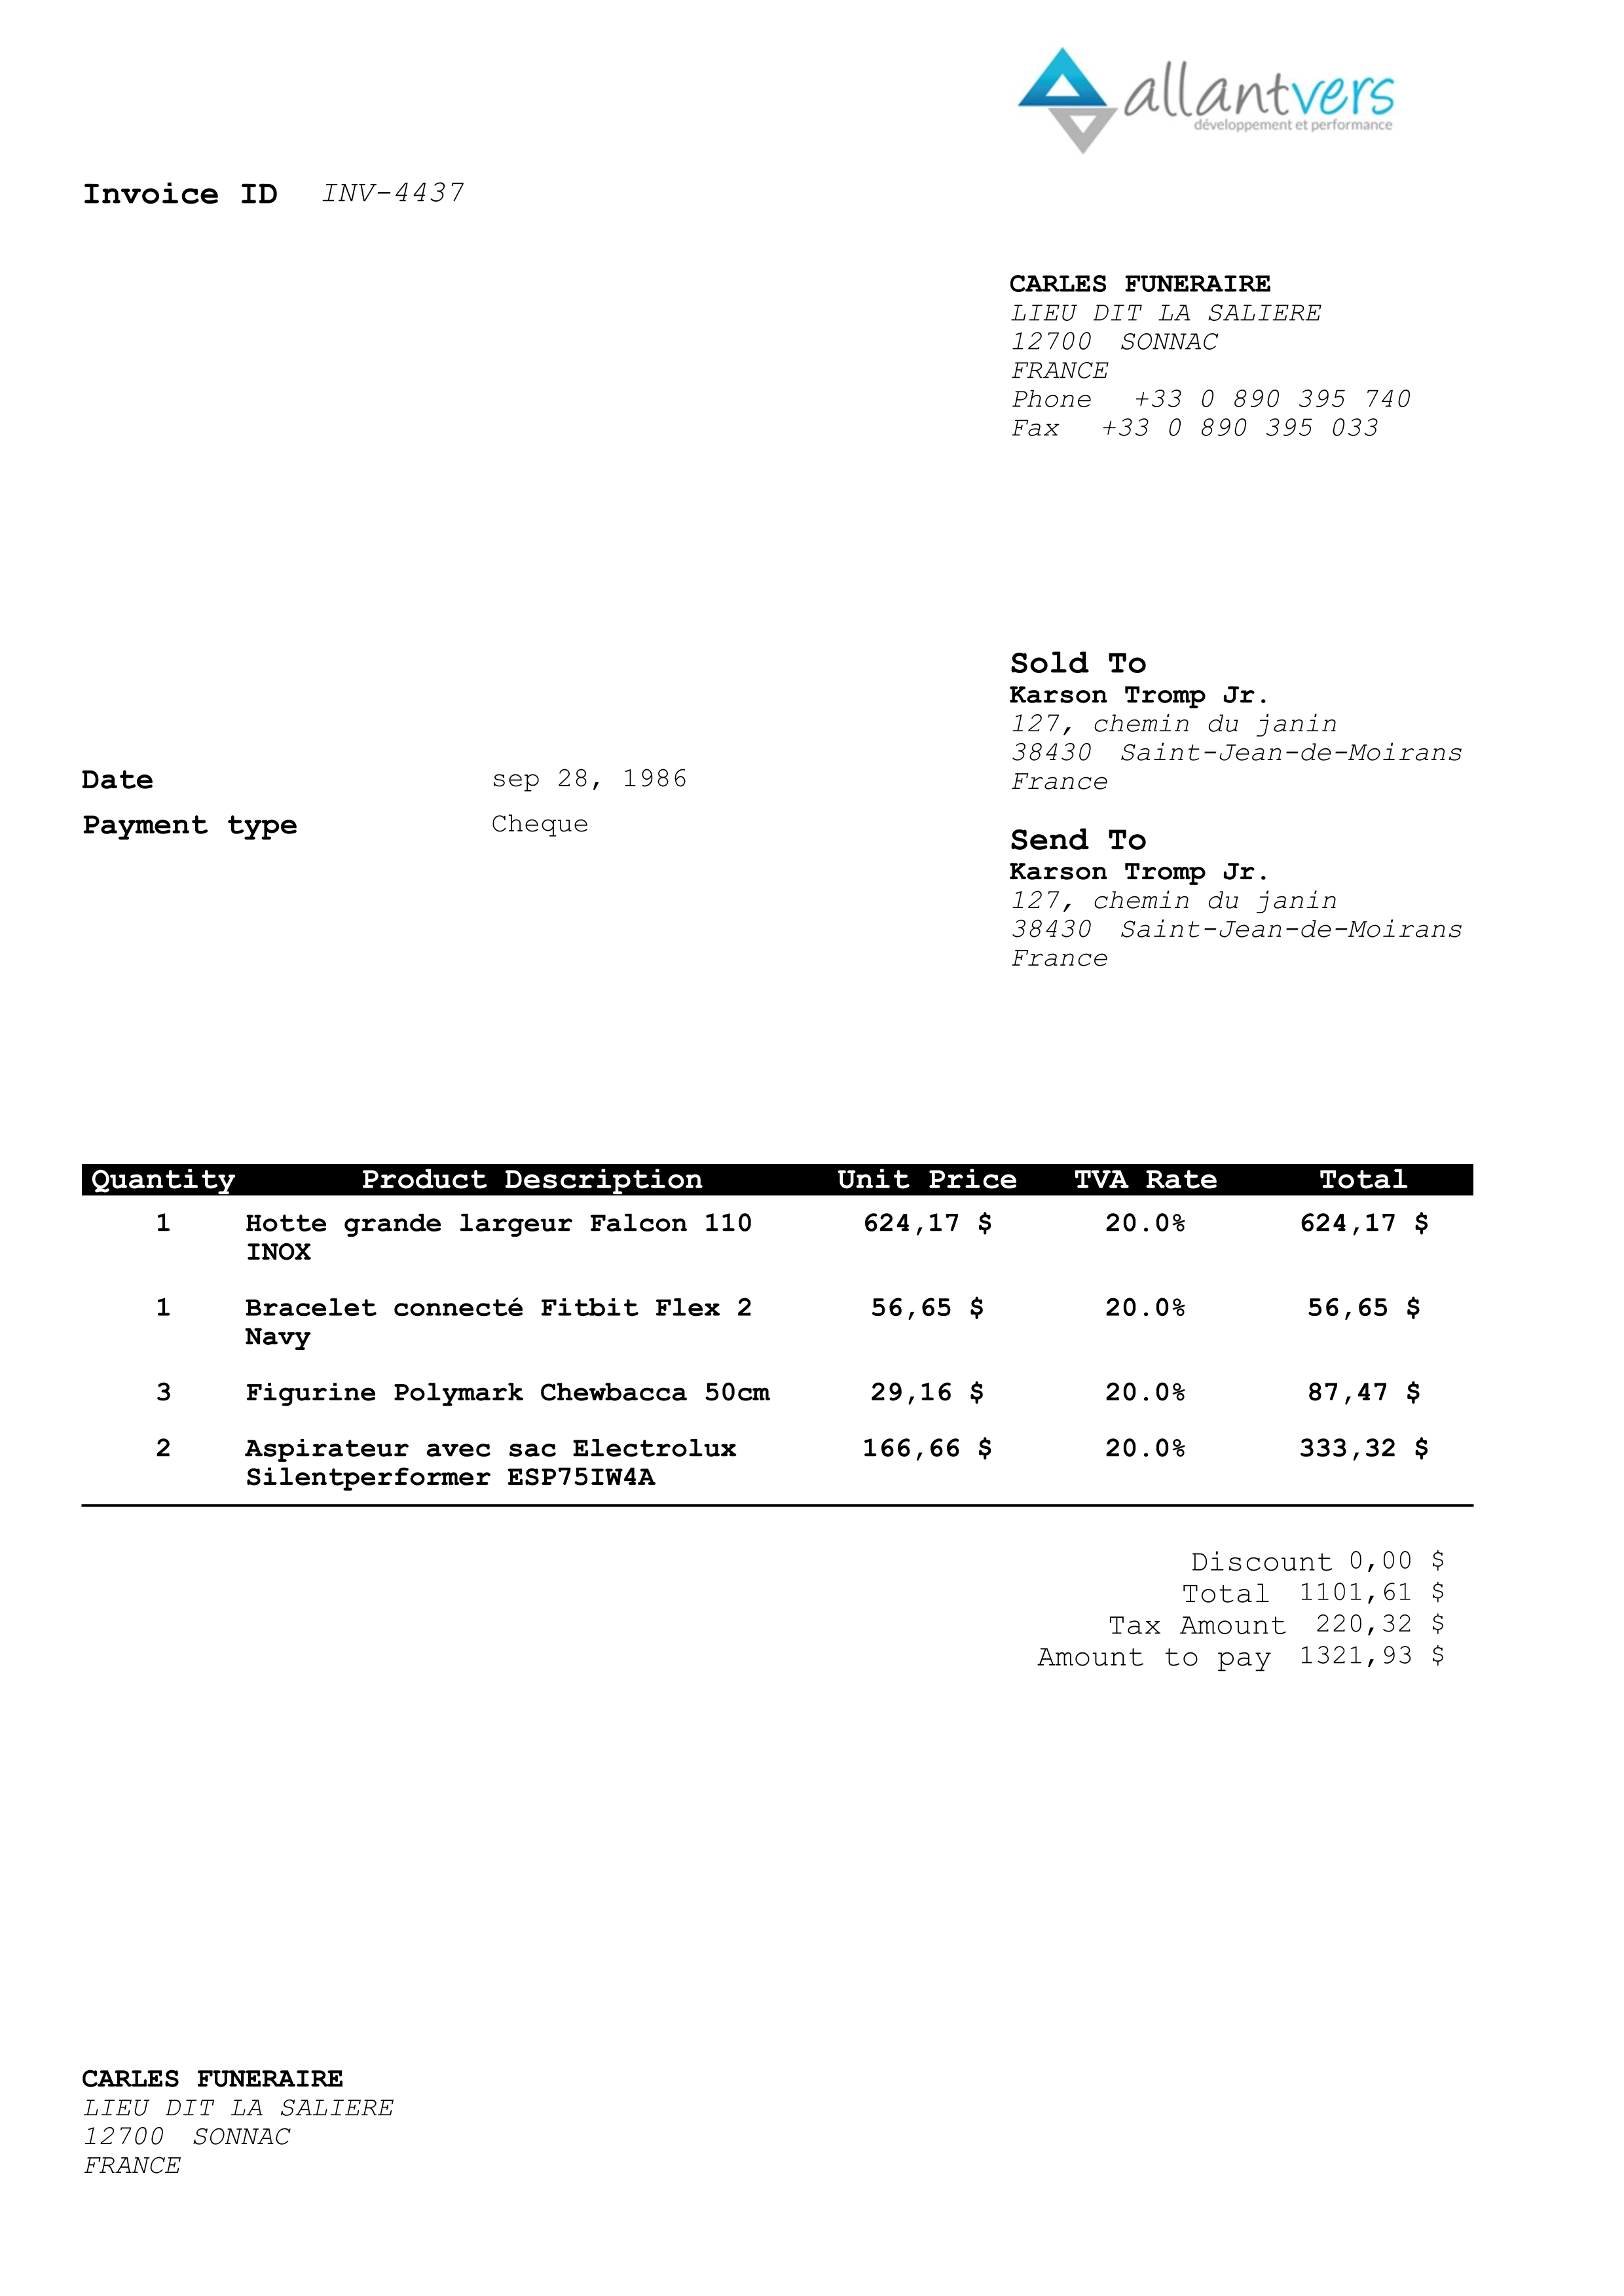 allantvers
développement et performance
Invoice ID INV-4437
CARLES FUNERAIRE
LIEU DIT LA SALIERE
12700 SONNAC
FRANCE
Phone +33 0 890 395 740
Fax +33 0 890 395 033
Sold To
Karson Tromp Jr.
127, chemin du janin
38430 Saint-Jean-de-Moirans
France
Date sep 28, 1986
Payment type Cheque
Send To
Karson Tromp Jr.
127, chemin du janin
38430 Saint-Jean-de-Moirans
France
Quantity Product Description Unit Price TVA Rate Total
1 Hotte grande largeur Falcon 110 624,17 $ 20.0% 624,17 $
INOX
1 Bracelet connecté Fitbit Flex 2 56,65 $ 20.0% 56,65 $
Navy
3 Figurine Polymark Chewbacca 50cm 29,16 $ 20.0% 87,47 $
2 Aspirateur avec sac Electrolux 166,66 $ 20.0% 333,32 $
Silentperformer ESP75IW4A
Discount 0,00 $
Total 1101,61 $
Tax Amount 220,32 $
Amount to pay 1321,93 $
CARLES FUNERAIRE
LIEU DIT LA SALIERE
12700 SONNAC
FRANCE